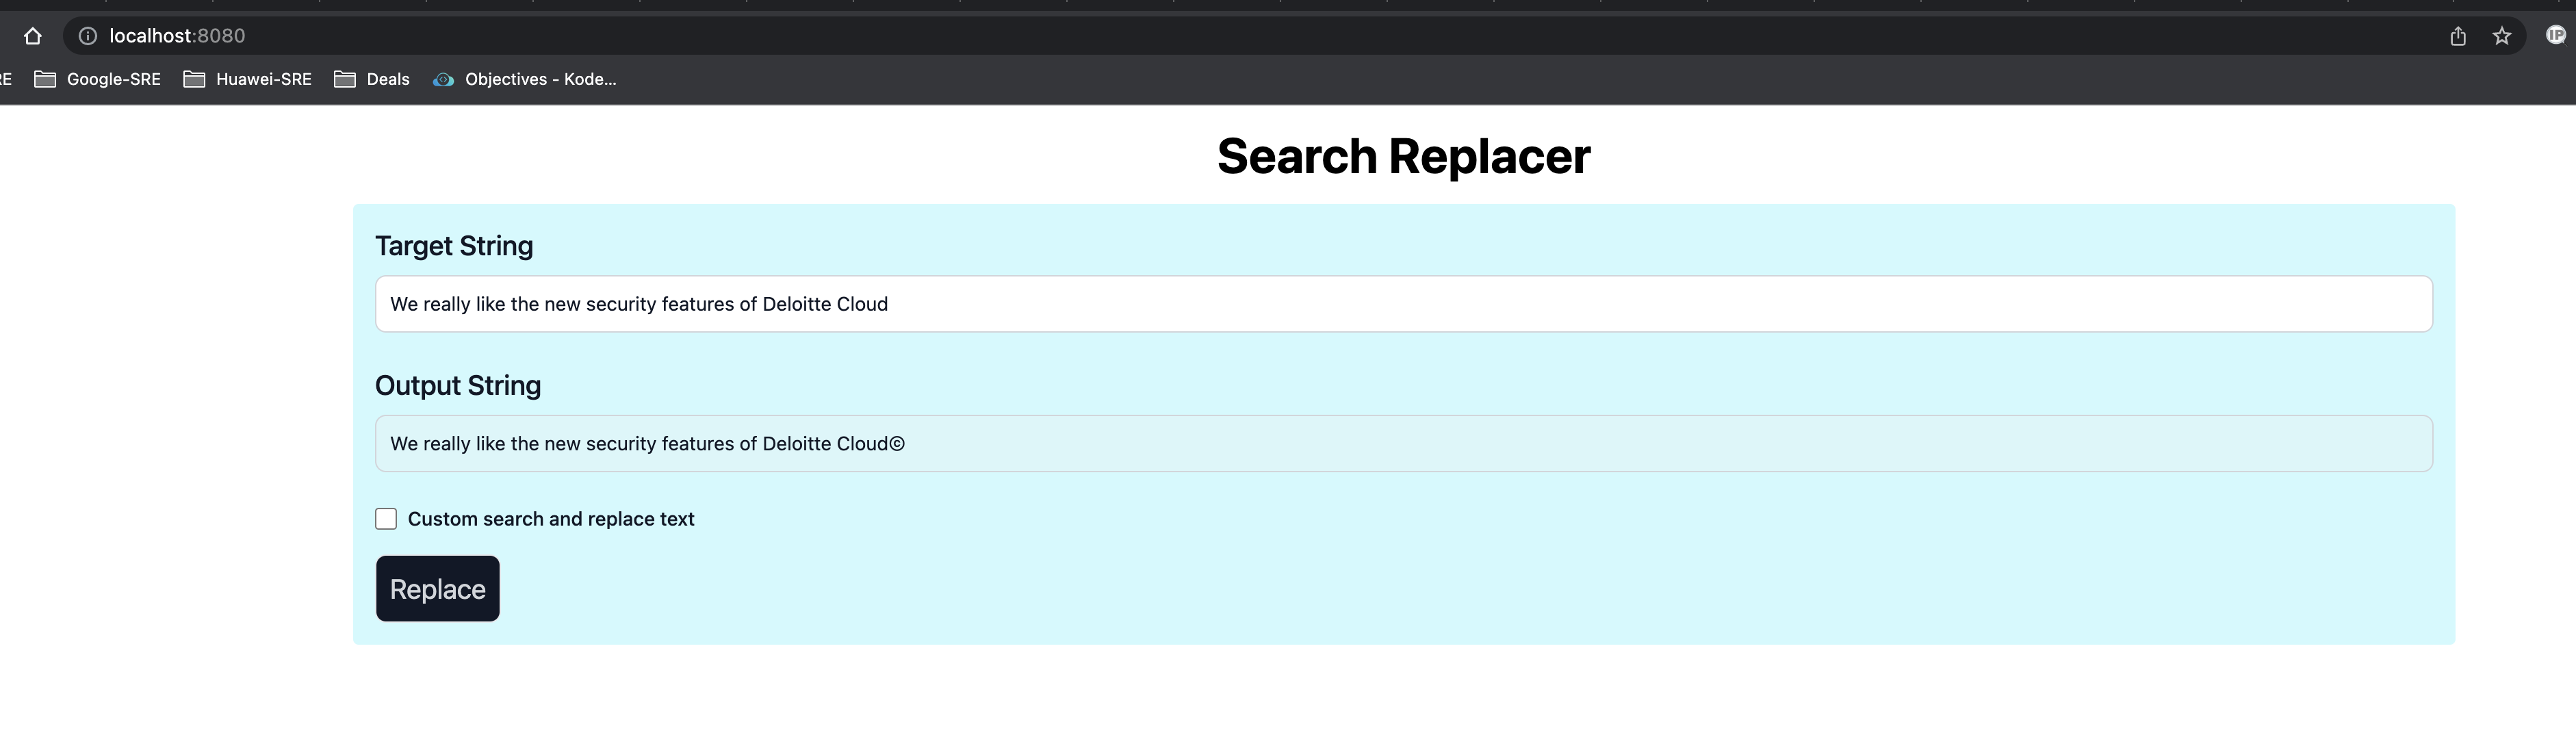 localhost:8080
Google-SRE Huawei-SRE Deals Objectives - Kode...
Search Replacer
Target String
We really like the new security features of Deloitte Cloud
Output String
We really like the new security features of Deloitte Cloud©
Custom search and replace text
Replace